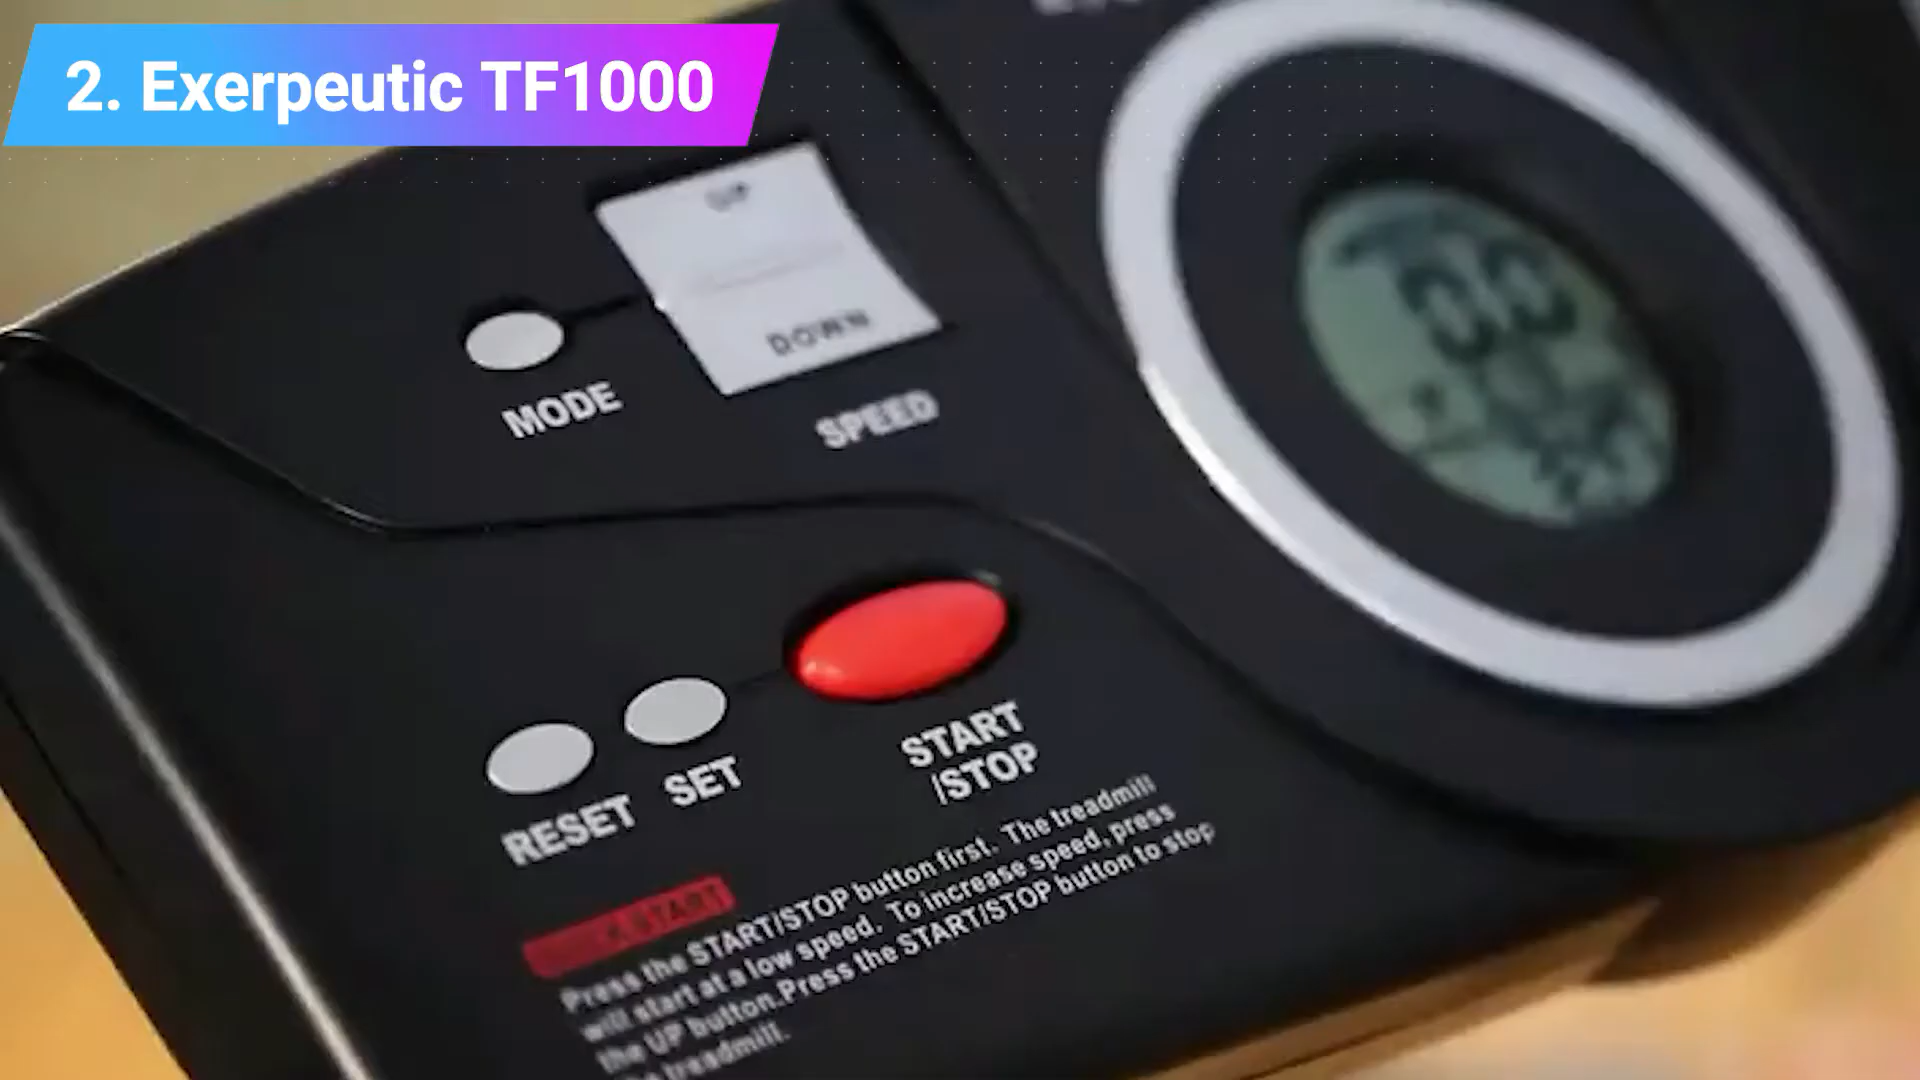 2. Exerpeutic TF1000
UP
DOWN
MODE
SPEED
START
/STOP
SET
RESET
START
Press the START/STOP button first. The treadmill
will start at a low speed. To increase speed, press
the UP button.Press the START/STOP button to stop
the treadmill.